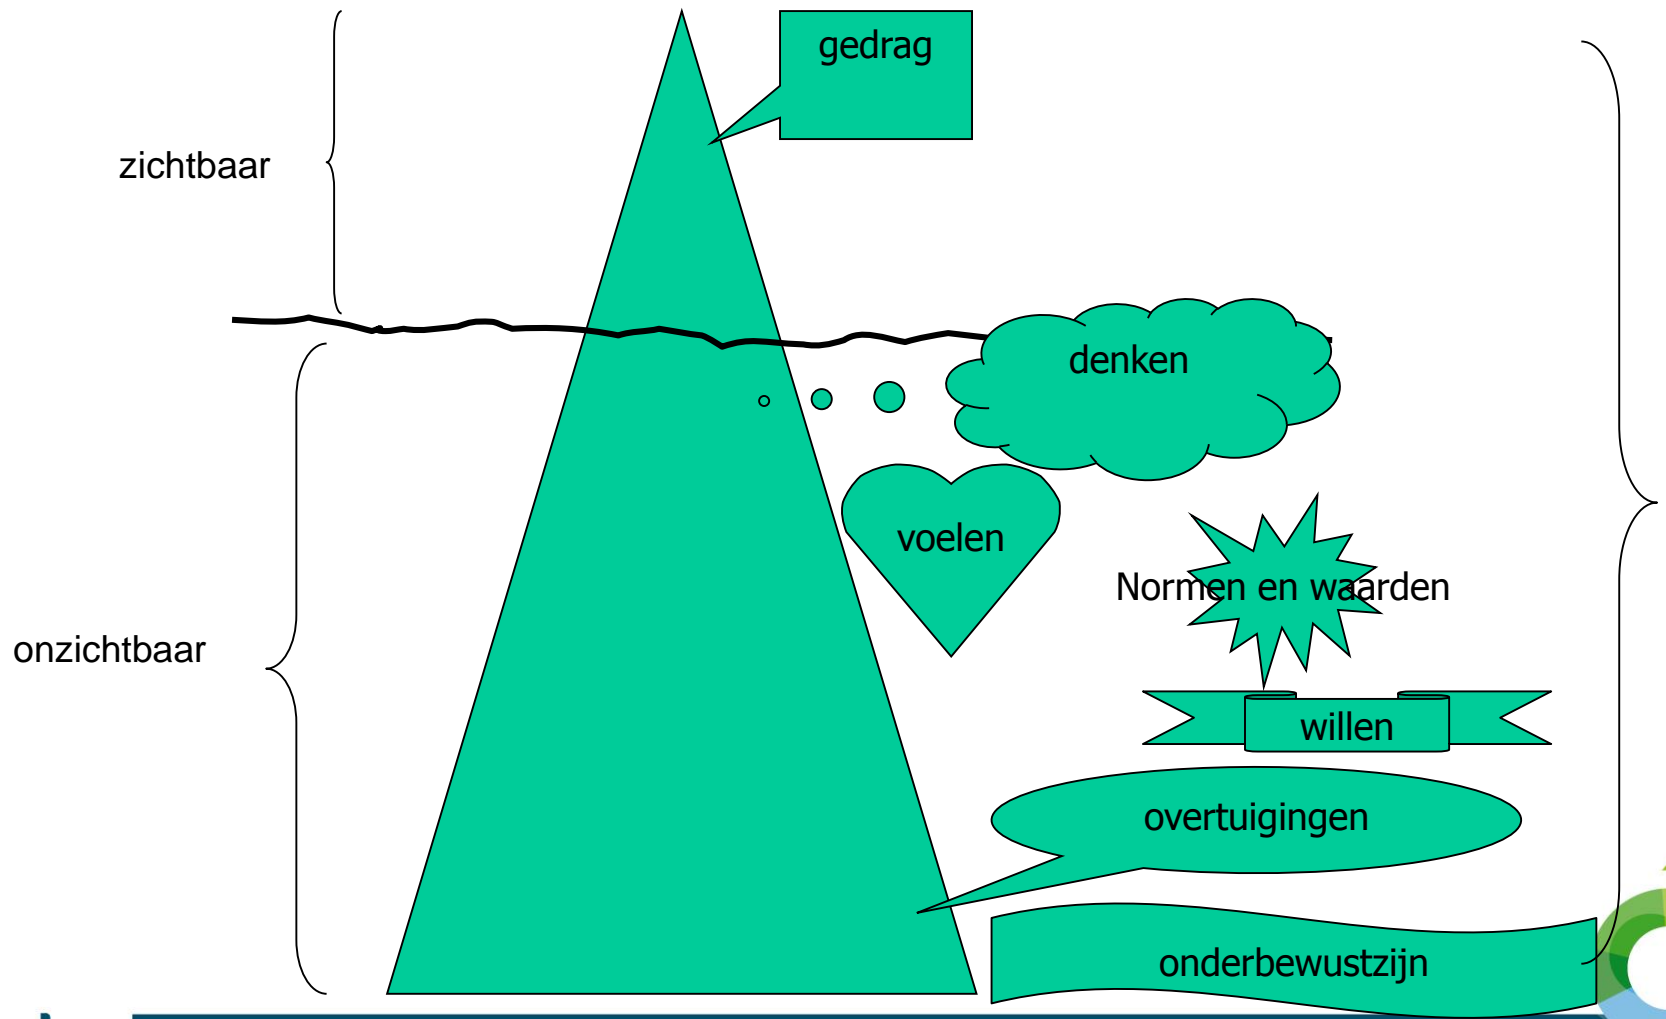 gedrag
zichtbaar
denken
voelen
Normen en waarden
onzichtbaar
willen
overtuigingen
onderbewustzijn